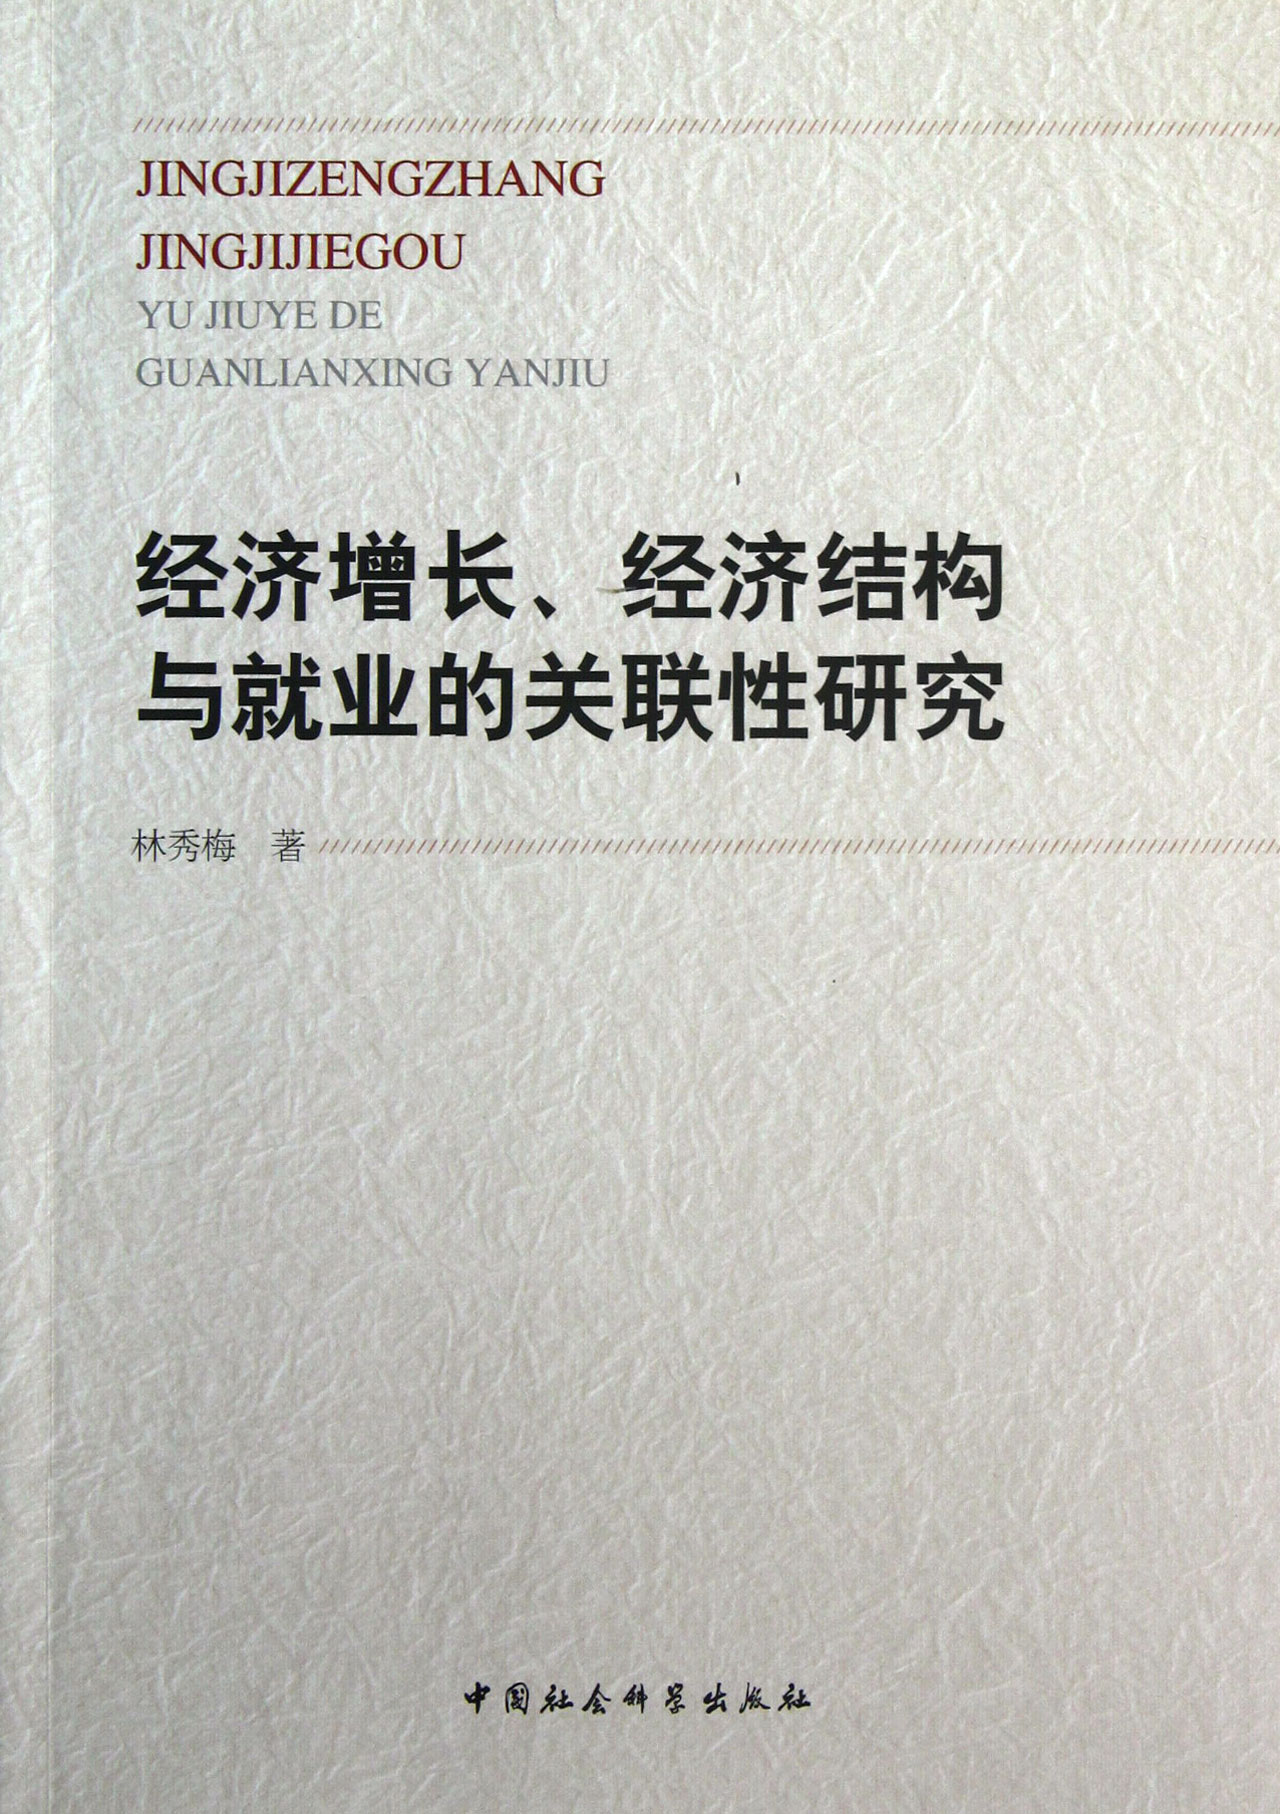 JINGJIZENGZHANG
JINGJIJIEGOU
YU JIUYE DE
GUANLIANXING YANJIU
经济增长、经济结构
与就业的关联性研究
林秀梅 著
中国社会科学出版社